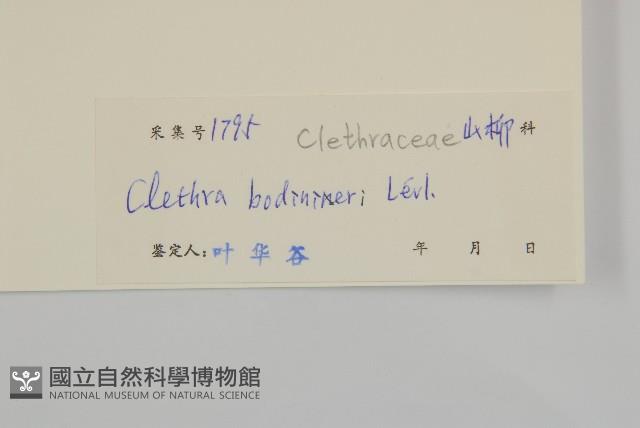 采集号 1795 Clethraceae 山柳 科
Clethra bodinieri Lévl.
鉴定人: 叶华谷 年 月 日
國立自然科學博物館
NATIONAL MUSEUM OF NATURAL SCIENCE